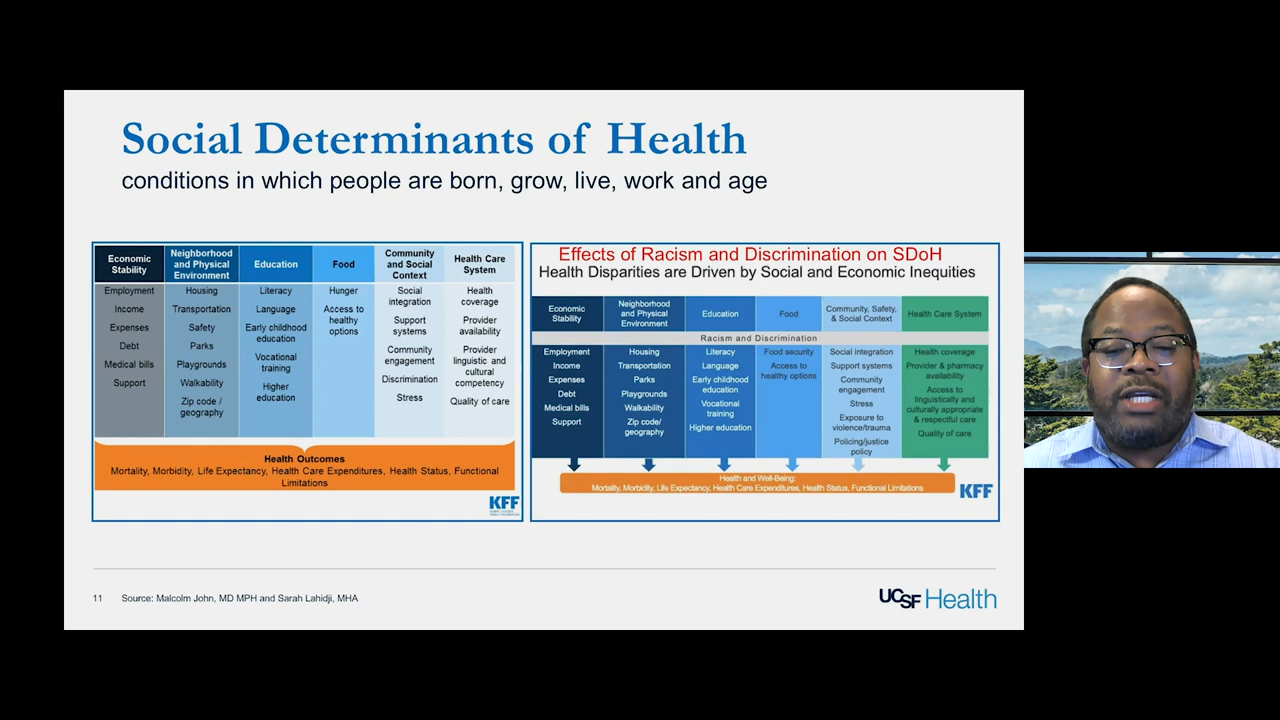 Social Determinants of Health
conditions in which people are born, grow, live, work and age
Economic
Stability
Neighborhood
and Physical
Environment
Education
Food
Community
and Social
Context
Health Care
System
Employment
Income
Expenses
Debt
Medical bills
Support
Housing
Transportation
Safety
Parks
Playgrounds
Walkability
Zip code /
geography
Literacy
Language
Early childhood
education
Vocational
training
Higher
education
Hunger
Access to
healthy
options
Social
integration
Support
systems
Community
engagement
Discrimination
Stress
Health
coverage
Provider
availability
Provider
linguistic and
cultural
competency
Quality of care
Health Outcomes
Mortality, Morbidity, Life Expectancy, Health Care Expenditures, Health Status, Functional
Limitations
KFF
Effects of Racism and Discrimination on SDoH
Health Disparities are Driven by Social and Economic Inequities
Economic
Stability
Neighborhood
and Physical
Environment
Education
Food
Community, Safety,
& Social Context
Health Care System
Racism and Discrimination
Employment
Income
Expenses
Debt
Medical bills
Support
Housing
Transportation
Parks
Playgrounds
Walkability
Zip code/
geography
Literacy
Language
Early childhood
education
Vocational
training
Higher education
Food security
Access to
healthy options
Social integration
Support systems
Community
engagement
Stress
Exposure to
violence/trauma
Policing/justice
policy
Health coverage
Provider & pharmacy
availability
Access to
linguistically and
culturally appropriate
& respectful care
Quality of care
Health and Well-Being:
Mortality, Morbidity, Life Expectancy, Health Care Expenditures, Health Status, Functional Limitations
KFF
11 Source: Malcolm John, MD MPH and Sarah Lahidji, MHA
UCSF Health